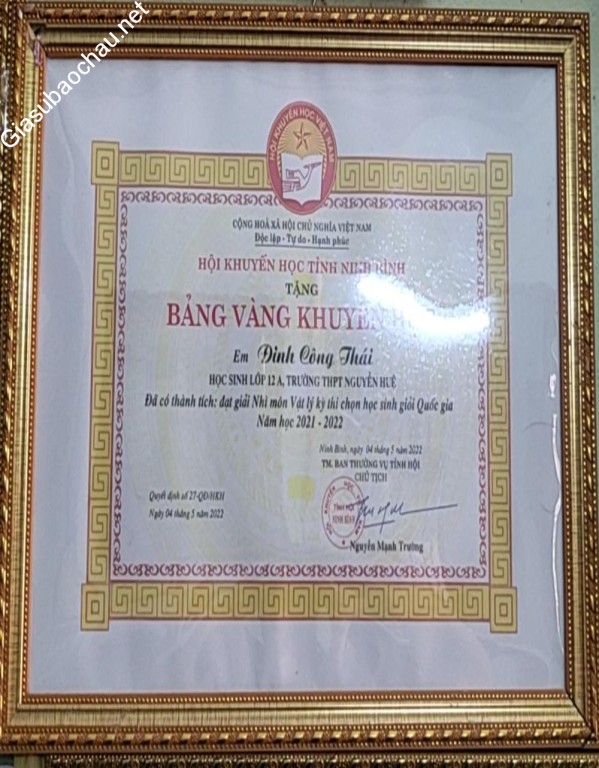 Giasubaochau.net
HỘI KHUYẾN HỌC VIỆT NAM
CỘNG HOÀ XÃ HỘI CHỦ NGHĨA VIỆT NAM
Độc lập - Tự do - Hạnh phúc
HỘI KHUYẾN HỌC TỈNH NINH BÌNH
TẶNG
BẢNG VÀNG KHUYẾN
Em Đinh Công Thái
HỌC SINH LỚP 12A, TRƯỜNG THPT NGUYỄN HUỆ
Đã có thành tích: đạt giải Nhì môn Vật lý kỳ thi chọn học sinh giỏi Quốc gia
Năm học 2021 - 2022
Ninh Bình, ngày 04 tháng 5 năm 2022
TM. BAN THƯỜNG VỤ TỈNH HỘI
CHỦ TỊCH
Quyết định số 27-QĐ/HKH
Ngày 04 tháng 5 năm 2022
TỈNH HỘI
NINH BÌNH
Nguyễn Mạnh Trường